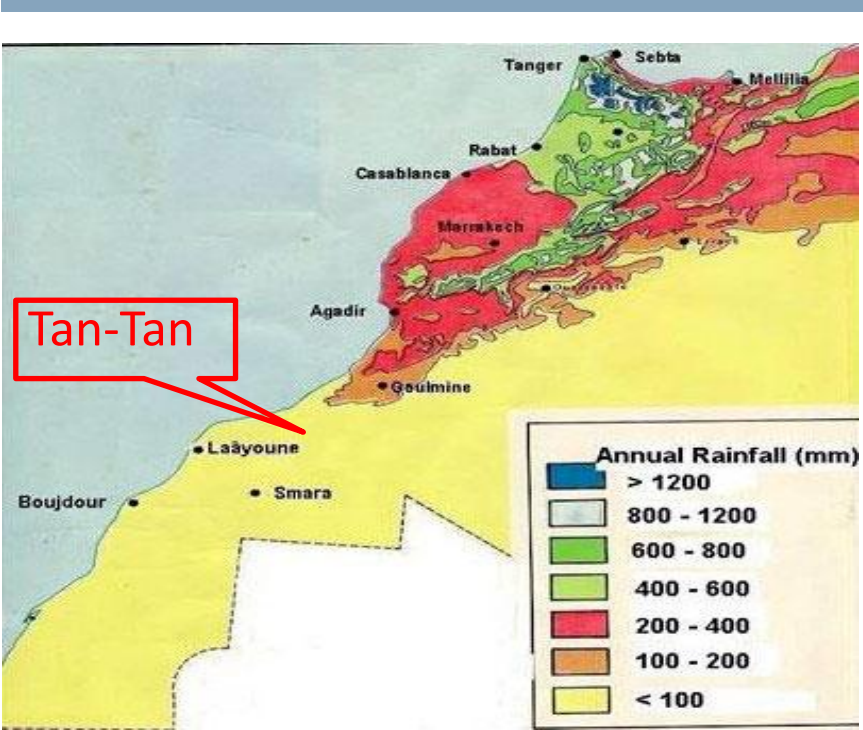 Tanger
Sebta
Mellilia
Rabat
Casablanca
Marrakech
Agadir
Tan-Tan
Goulmine
Laâyoune
Smara
Boujdour
Annual Rainfall (mm)
> 1200
800 - 1200
600 - 800
400 - 600
200 - 400
100 - 200
< 100